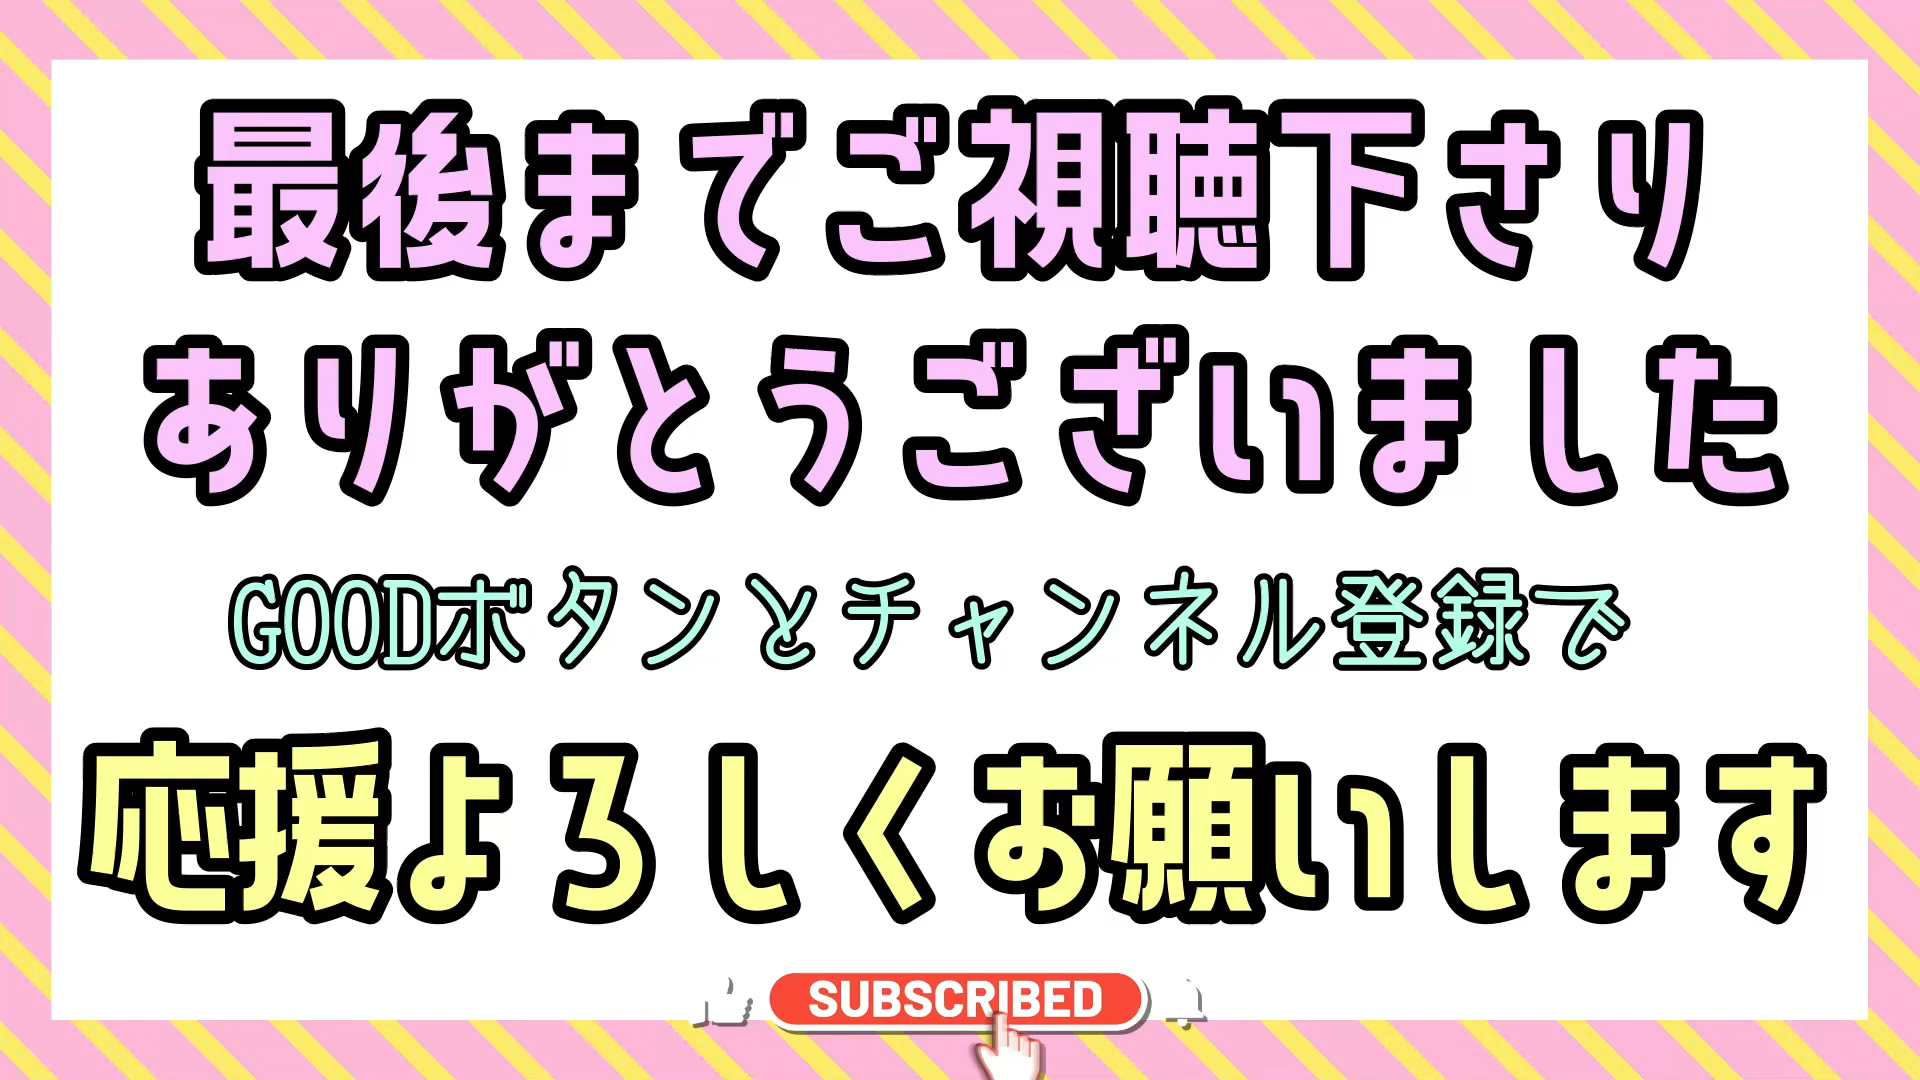 最後までご視聴下さり
ありがとうございました
GOODボタンとチャンネル登録で
応援よろしくお願いします
SUBSCRIBED